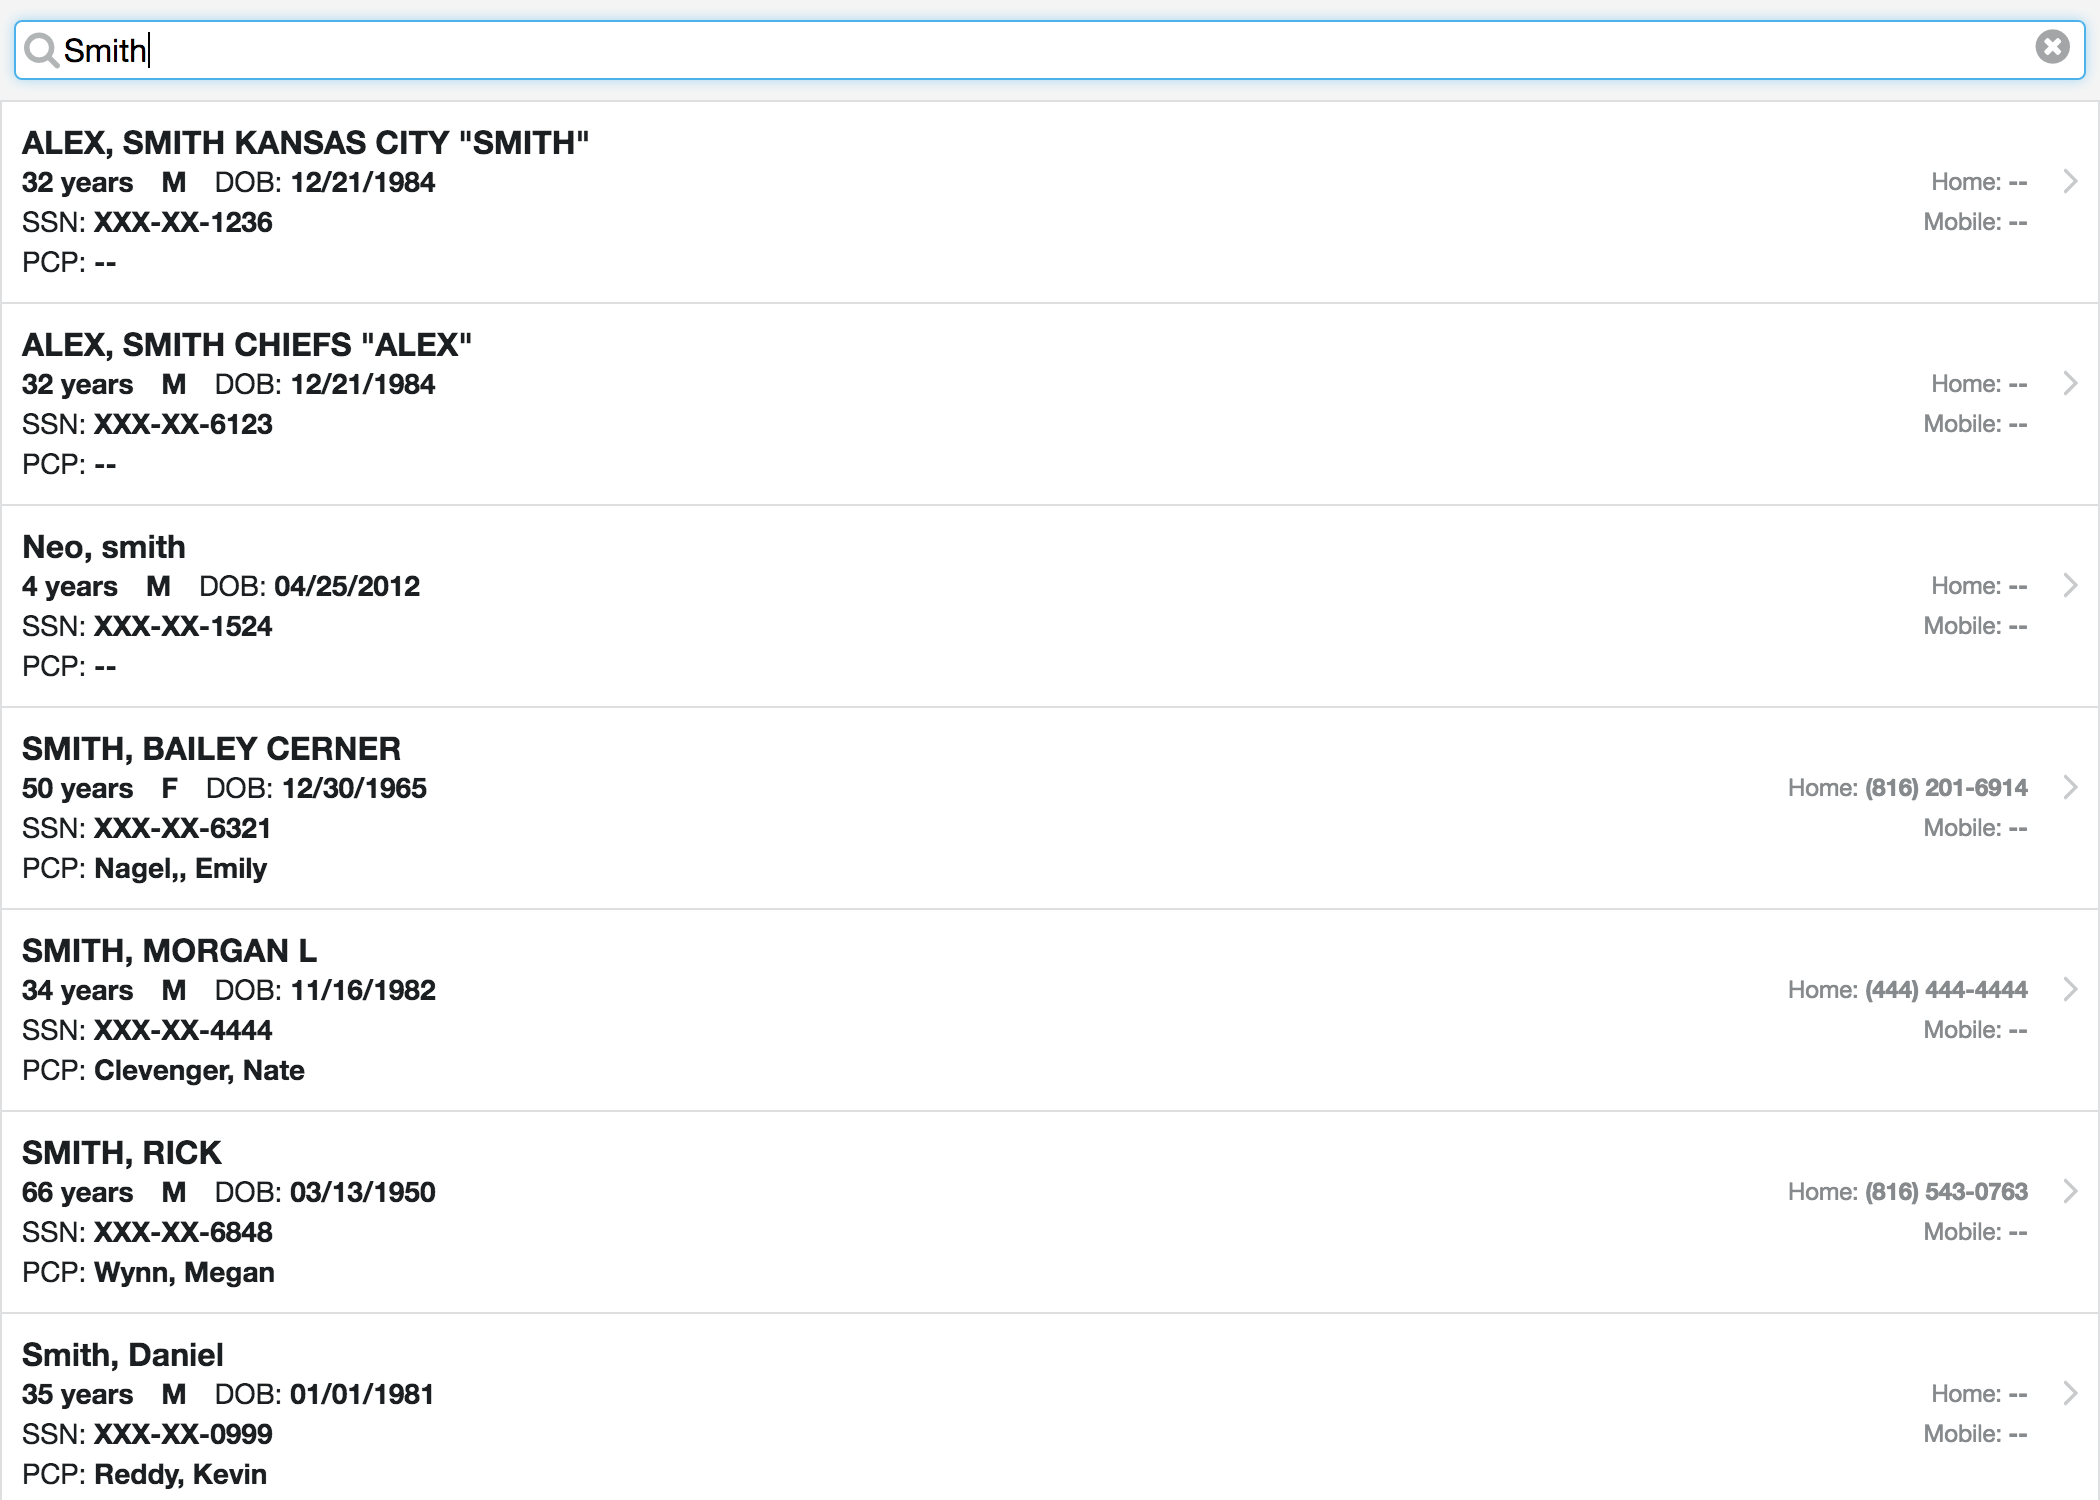 Smith
ALEX, SMITH KANSAS CITY "SMITH"
32 years M DOB: 12/21/1984 Home: --
SSN: XXX-XX-1236 Mobile: --
PCP: --
ALEX, SMITH CHIEFS "ALEX"
32 years M DOB: 12/21/1984 Home: --
SSN: XXX-XX-6123 Mobile: --
PCP: --
Neo, smith
4 years M DOB: 04/25/2012 Home: --
SSN: XXX-XX-1524 Mobile: --
PCP: --
SMITH, BAILEY CERNER
50 years F DOB: 12/30/1965 Home: (816) 201-6914
SSN: XXX-XX-6321 Mobile: --
PCP: Nagel,, Emily
SMITH, MORGAN L
34 years M DOB: 11/16/1982 Home: (444) 444-4444
SSN: XXX-XX-4444 Mobile: --
PCP: Clevenger, Nate
SMITH, RICK
66 years M DOB: 03/13/1950 Home: (816) 543-0763
SSN: XXX-XX-6848 Mobile: --
PCP: Wynn, Megan
Smith, Daniel
35 years M DOB: 01/01/1981 Home: --
SSN: XXX-XX-0999 Mobile: --
PCP: Reddy, Kevin